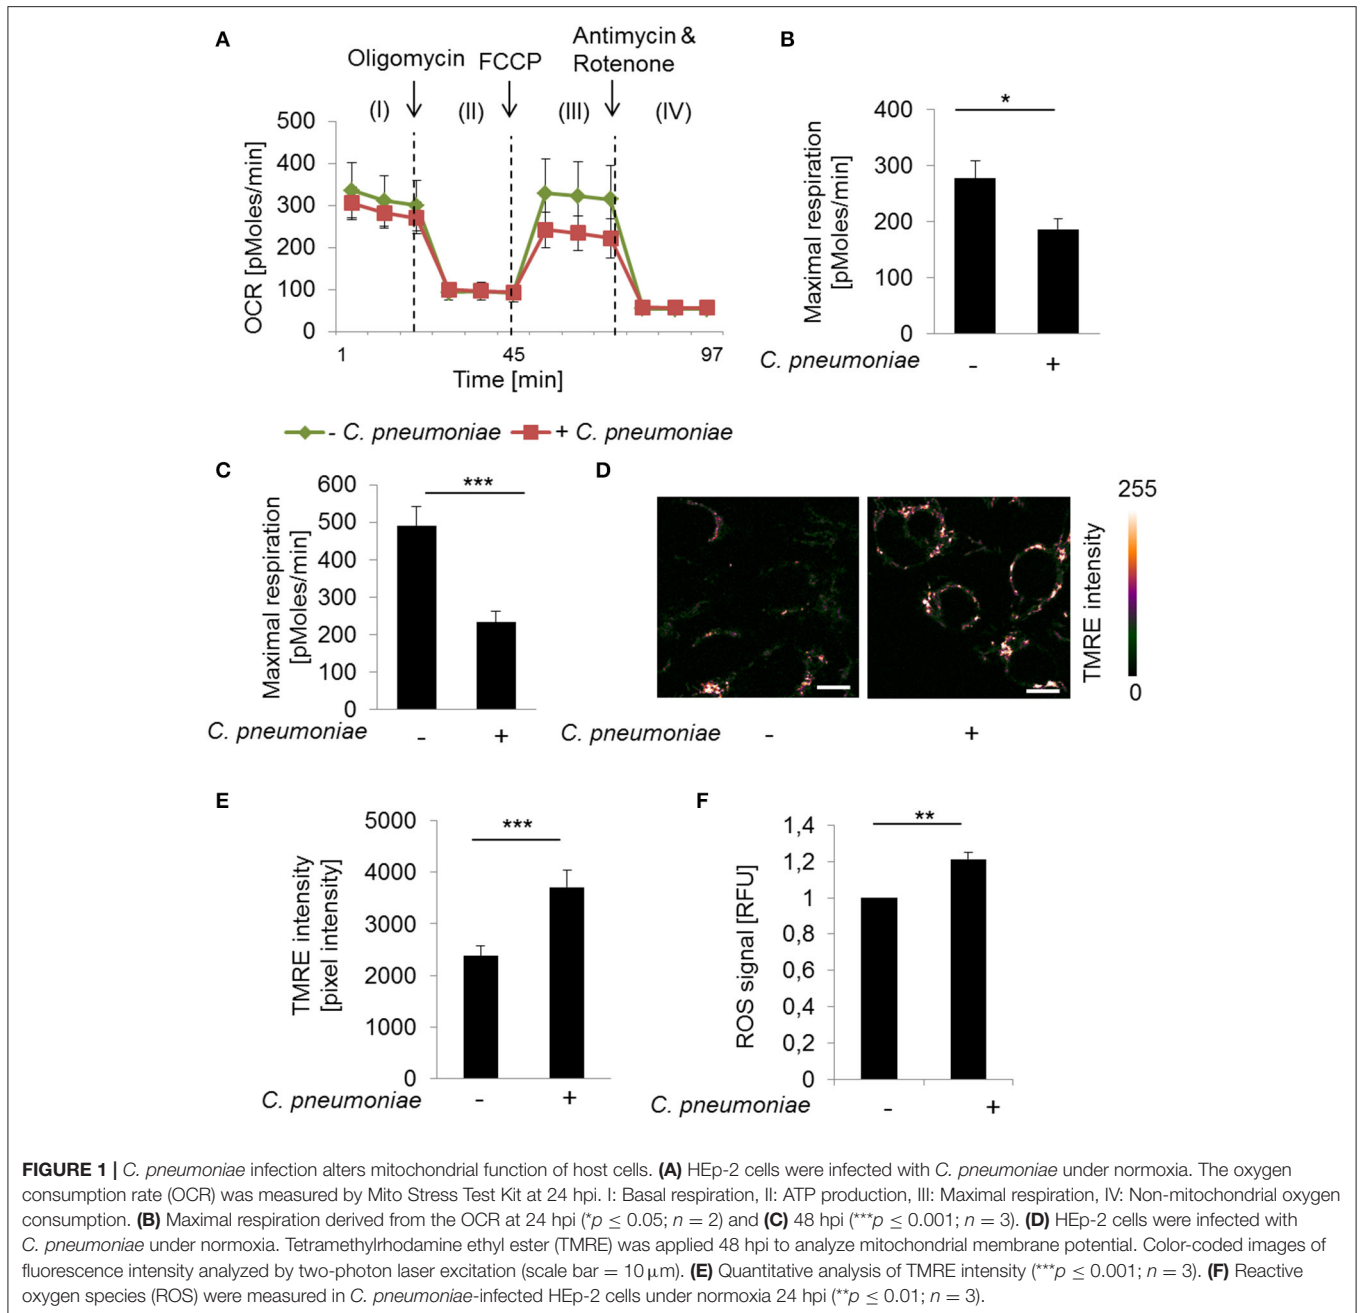 A
Oligomycin
FCCP
Antimycin &
Rotenone
(I)
(II)
(III)
(IV)
500
400
300
200
100
0
OCR [pMoles/min]
1
45
97
Time [min]
- C. pneumoniae
+ C. pneumoniae
B
*
400
300
200
100
0
Maximal respiration
[pMoles/min]
C. pneumoniae
-
+
C
***
600
500
400
300
200
100
0
Maximal respiration
[pMoles/min]
C. pneumoniae
-
+
D
255
TMRE intensity
0
C. pneumoniae
-
+
E
***
5000
4000
3000
2000
1000
0
TMRE intensity
[pixel intensity]
C. pneumoniae
-
+
F
**
1,4
1,2
1
0,8
0,6
0,4
0,2
0
ROS signal [RFU]
C. pneumoniae
-
+
FIGURE 1 | C. pneumoniae infection alters mitochondrial function of host cells. (A) HEp-2 cells were infected with C. pneumoniae under normoxia. The oxygen
consumption rate (OCR) was measured by Mito Stress Test Kit at 24 hpi. I: Basal respiration, II: ATP production, III: Maximal respiration, IV: Non-mitochondrial oxygen
consumption. (B) Maximal respiration derived from the OCR at 24 hpi (*p ≤ 0.05; n = 2) and (C) 48 hpi (***p ≤ 0.001; n = 3). (D) HEp-2 cells were infected with
C. pneumoniae under normoxia. Tetramethylrhodamine ethyl ester (TMRE) was applied 48 hpi to analyze mitochondrial membrane potential. Color-coded images of
fluorescence intensity analyzed by two-photon laser excitation (scale bar = 10 μm). (E) Quantitative analysis of TMRE intensity (***p ≤ 0.001; n = 3). (F) Reactive
oxygen species (ROS) were measured in C. pneumoniae-infected HEp-2 cells under normoxia 24 hpi (**p ≤ 0.01; n = 3).